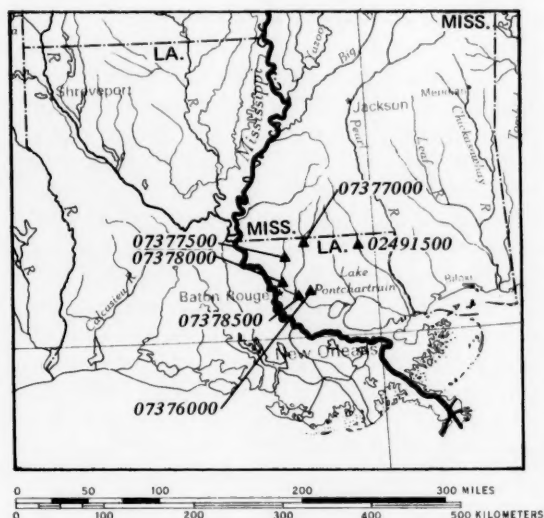 MISS.
LA.
Yazoo
Big
Shreveport
R
Mississippi
Jackson
Meridian
Pearl
Leaf
Chickasawhay
R
07377000
MISS.
LA.
02491500
07377500
07378000
Lake
Pontchartrain
Biloxi
Calcasieu R
Baton Rouge
07378500
New Orleans
07376000
0 50 100 200 300 MILES
0 100 200 300 400 500 KILOMETERS